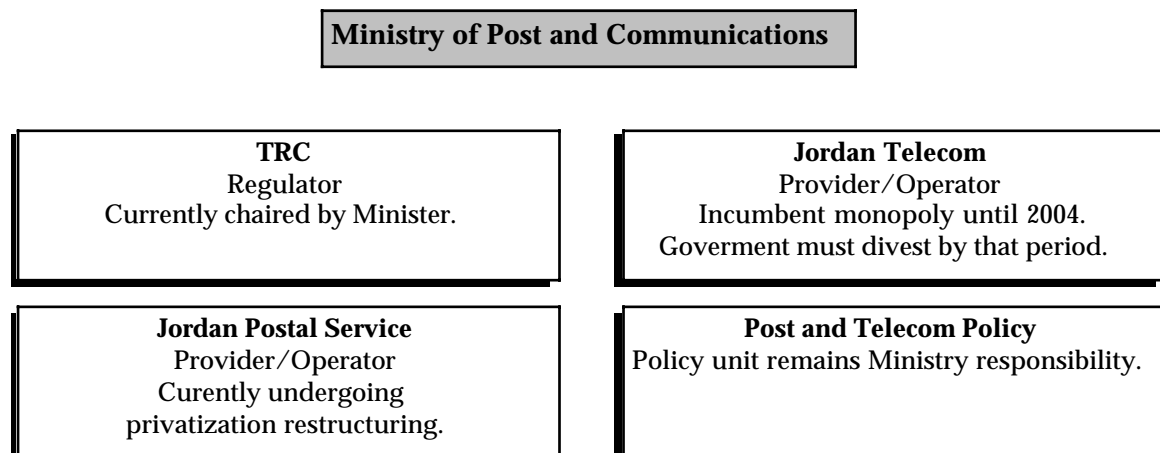 Ministry of Post and Communications
TRC
Regulator
Currently chaired by Minister.
Jordan Telecom
Provider/Operator
Incumbent monopoly until 2004.
Goverment must divest by that period.
Jordan Postal Service
Provider/Operator
Curently undergoing
privatization restructuring.
Post and Telecom Policy
Policy unit remains Ministry responsibility.